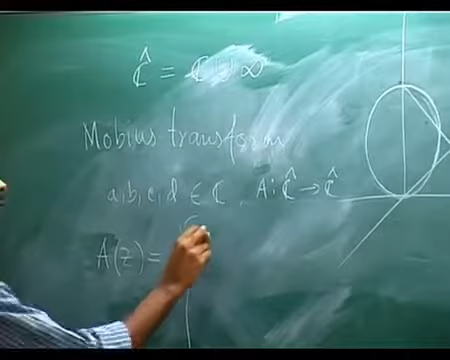 Ĉ = ℂ ∪ ∞
Mobius transform
a, b, c, d ∈ ℂ, A: Ĉ → Ĉ
A(z) =